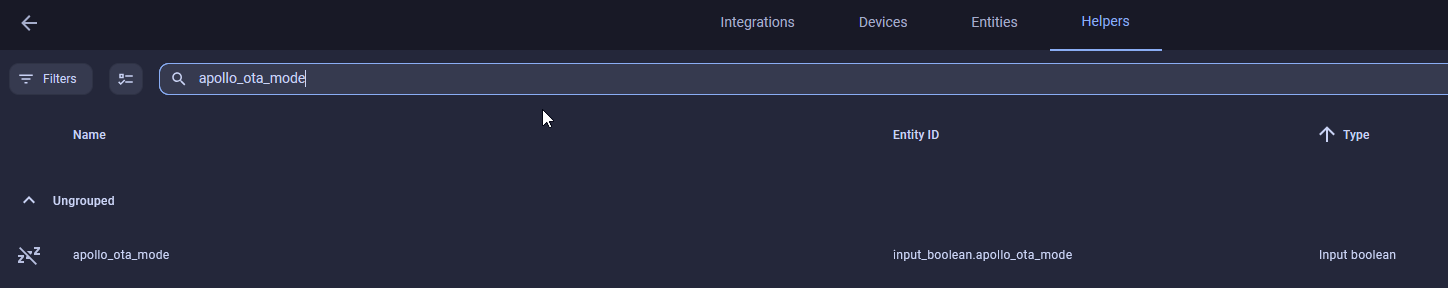 Integrations Devices Entities Helpers
Filters apollo_ota_mode
Name Entity ID Type
Ungrouped
apollo_ota_mode input_boolean.apollo_ota_mode Input boolean